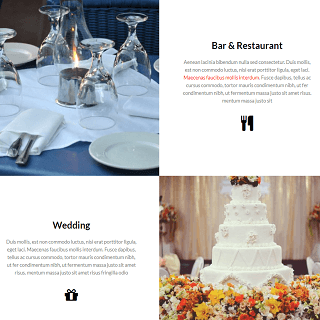 Bar & Restaurant
Aenean lacinia bibendum nulla sed consectetur. Duis mollis,
est non commodo luctus, nisi erat porttitor ligula, eget laci.
Maecenas faucibus mollis interdum. Fusce dapibus, tellus ac
cursus commodo, tortor mauris condimentum nibh, ut fer
condimentum nibh, ut fermentum massa justo sit amet risus,
mentum massa justo sit
Wedding
Duis mollis, est non commodo luctus, nisi erat porttitor ligula,
eget laci. Maecenas faucibus mollis interdum. Fusce dapibus,
tellus ac cursus commodo, tortor mauris condimentum nibh,
ut fer condimentum nibh, ut fermentum massa justo sit
amet massa justo sit amet risus fringilla odio